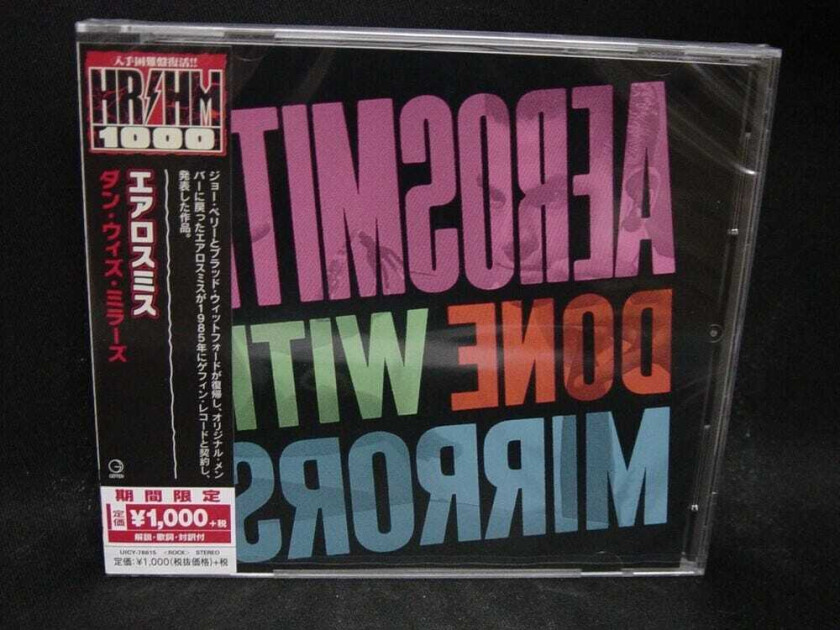 入手困難盤復活!!
HR/HM
1000
エアロスミス
ダン・ウィズ・ミラーズ
ジョー・ペリーとブラッド・ウィットフォードが復帰し、オリジナル・メン
バーに戻ったエアロスミスが1985年にゲフィン・レコードと契約し、
発表した作品。
GEFFEN
期間限定
定価 ¥1,000+税
解説・歌詞・対訳付
UICY-78615 <ROCK> STEREO
定価:¥1,000(税抜価格)+税
AEROSMIT
DONE WIT
MIRRORS